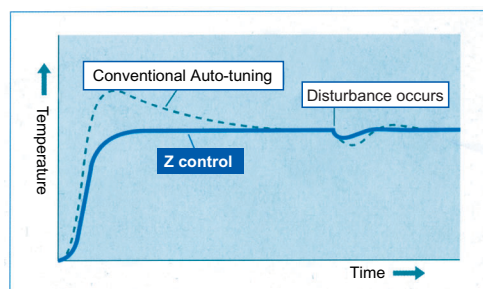 Conventional Auto-tuning
Disturbance occurs
Temperature
Z control
Time